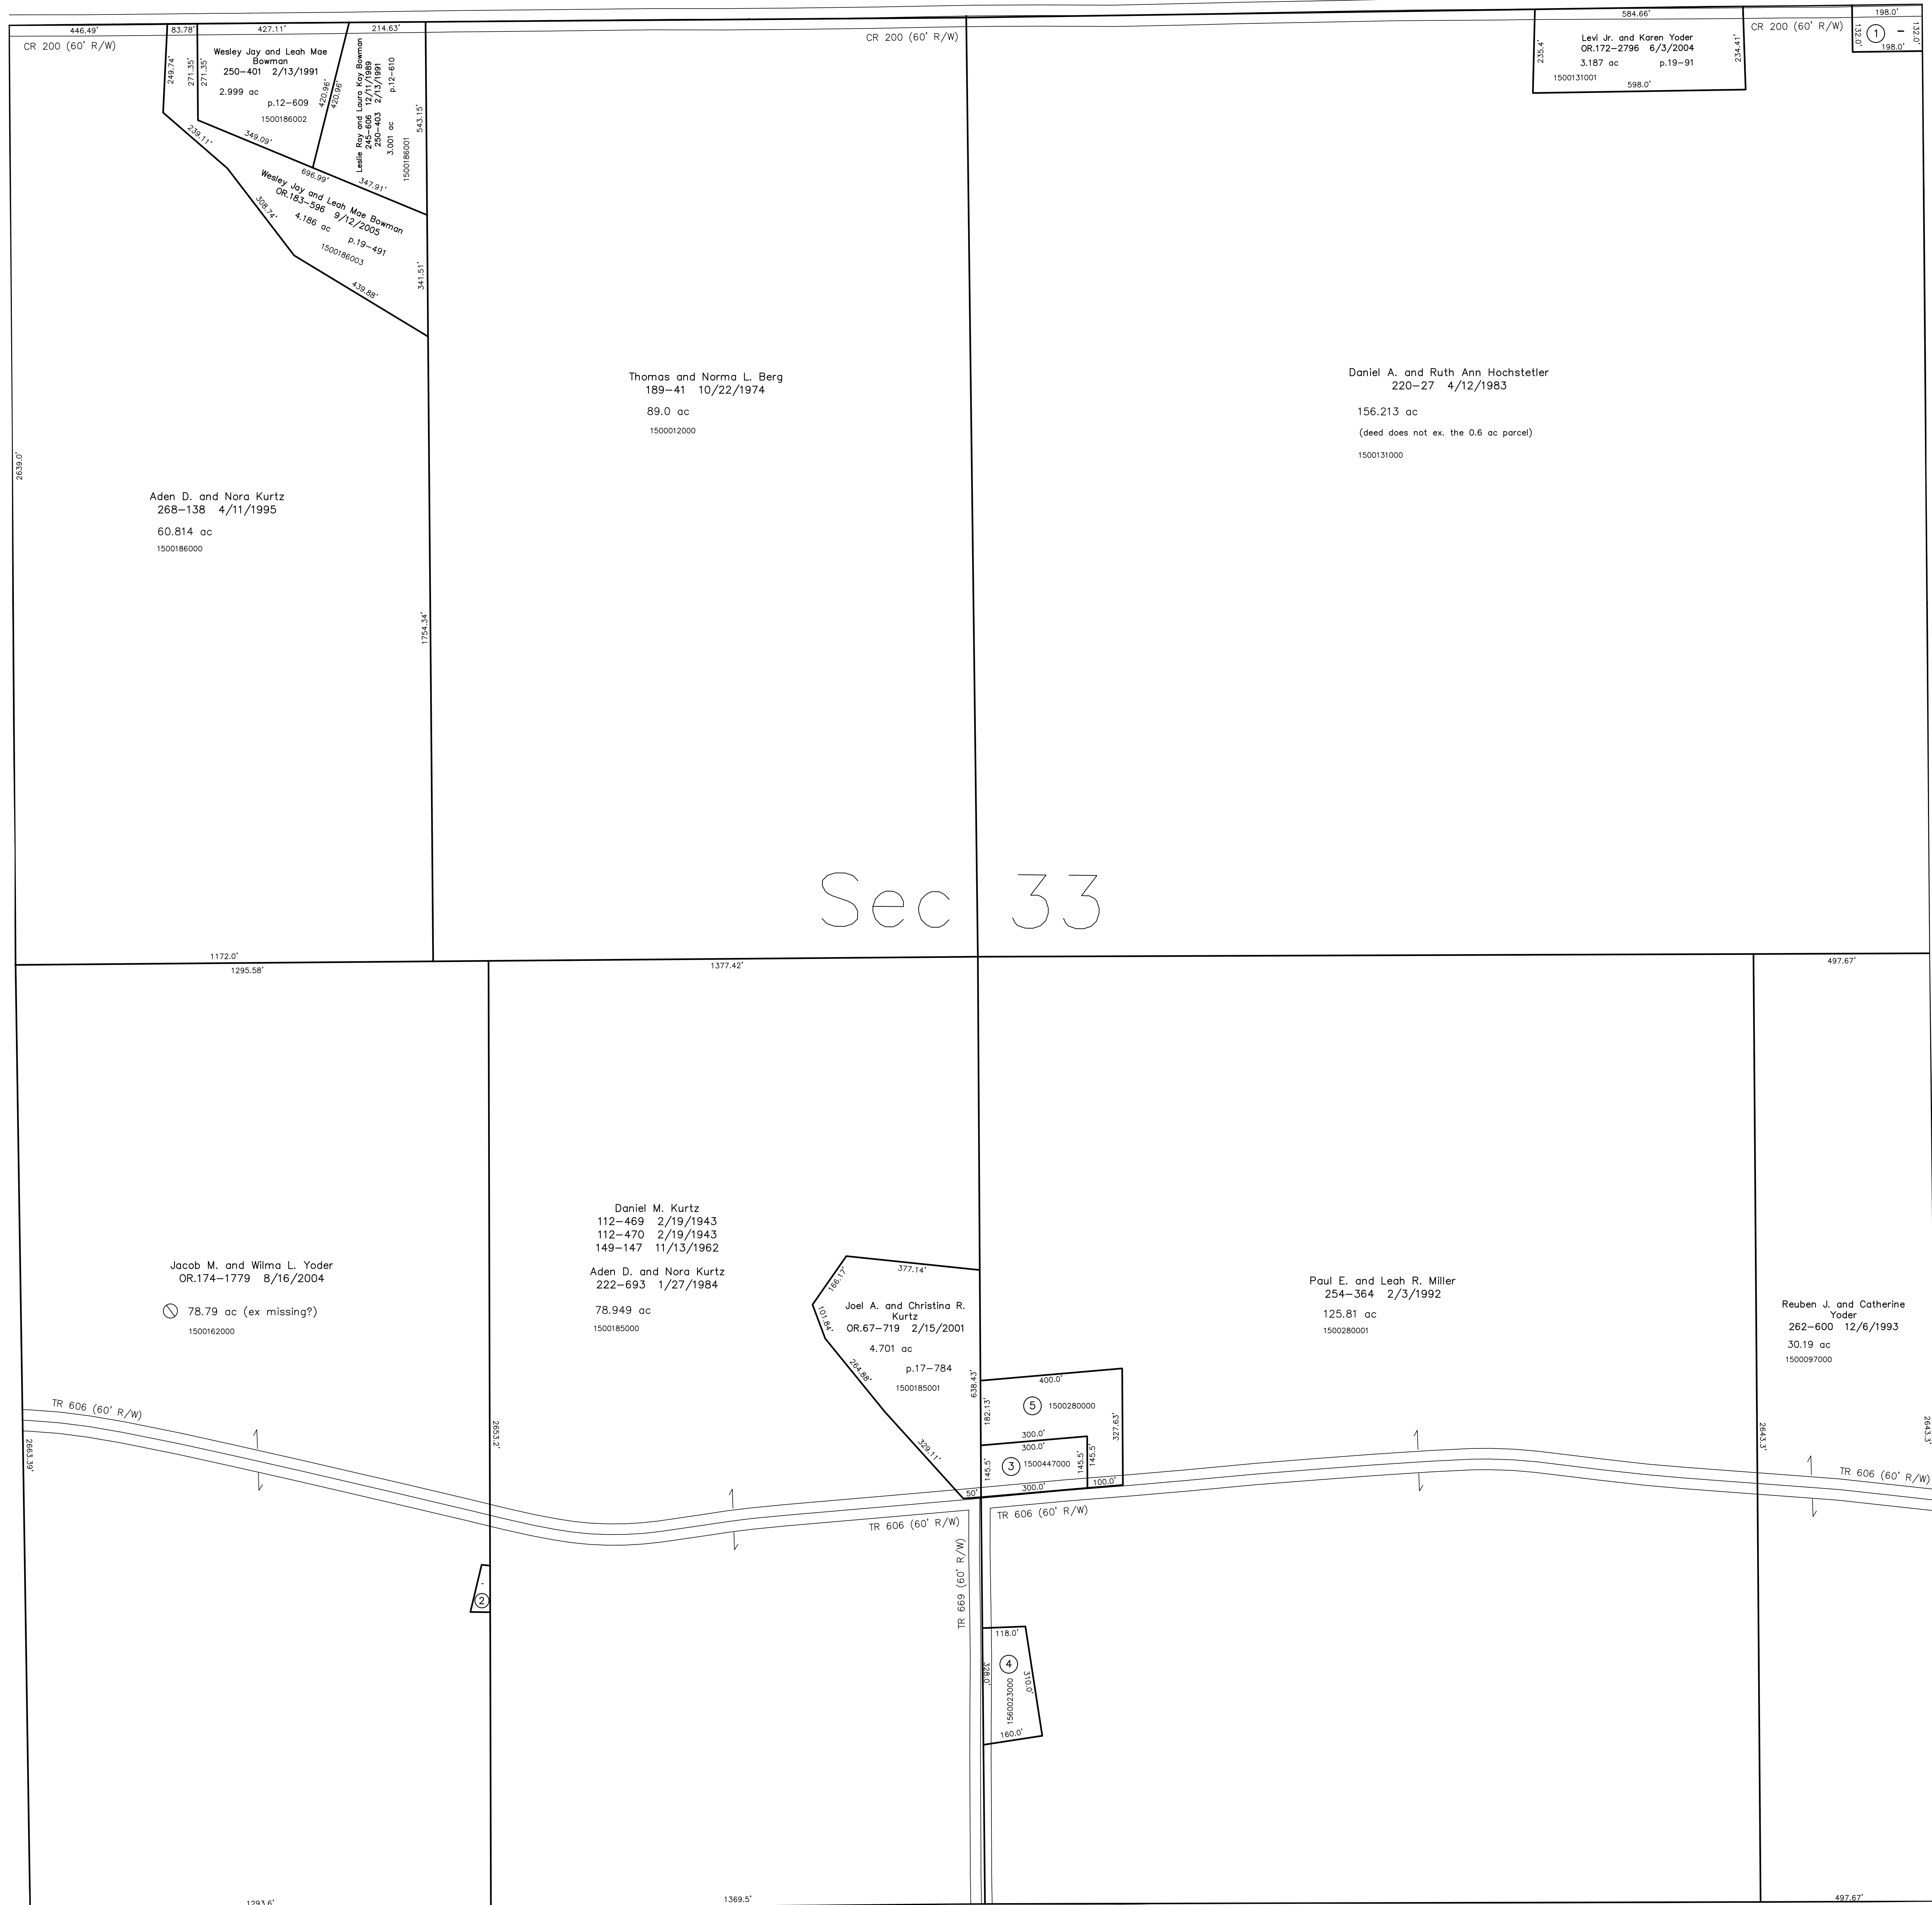 446.49'
83.78'
427.11'
214.63'
584.66'
198.0'
CR 200 (60' R/W)
CR 200 (60' R/W)
CR 200 (60' R/W)
249.74'
271.35'
271.35'
Wesley Jay and Leah Mae
Bowman
250-401 2/13/1991
2.999 ac
p.12-609
1500186002
420.96'
420.96'
Leslie Ray and Laura Kay Bowman
245-606 12/11/1989
250-403 2/13/1991
3.001 ac
p.12-610
1500186001
543.15'
235.4'
Levi Jr. and Karen Yoder
OR.172-2796 6/3/2004
3.187 ac
p.19-91
1500131001
598.0'
234.41'
132.0'
1 -
132.0'
198.0'
239.11'
349.09'
696.99'
347.91'
Wesley Jay and Leah Mae Bowman
OR.183-596 9/12/2005
4.186 ac
p.19-491
1500186003
308.74'
439.88'
341.51'
2639.0'
Thomas and Norma L. Berg
189-41 10/22/1974
89.0 ac
1500012000
Daniel A. and Ruth Ann Hochstetler
220-27 4/12/1983
156.213 ac
(deed does not ex. the 0.6 ac parcel)
1500131000
Aden D. and Nora Kurtz
268-138 4/11/1995
60.814 ac
1500186000
1754.34'
Sec 33
1172.0'
1295.58'
1377.42'
497.67'
Jacob M. and Wilma L. Yoder
OR.174-1779 8/16/2004
78.79 ac (ex missing?)
1500162000
Daniel M. Kurtz
112-469 2/19/1943
112-470 2/19/1943
149-147 11/13/1962
Aden D. and Nora Kurtz
222-693 1/27/1984
78.949 ac
1500185000
377.14'
166.17'
101.84'
264.88'
329.11'
Joel A. and Christina R.
Kurtz
OR.67-719 2/15/2001
4.701 ac
p.17-784
1500185001
638.43'
Paul E. and Leah R. Miller
254-364 2/3/1992
125.81 ac
1500280001
Reuben J. and Catherine
Yoder
262-600 12/6/1993
30.19 ac
1500097000
400.0'
182.13'
5 1500280000
327.63'
300.0'
300.0'
145.5'
3 1500447000
145.5'
145.5'
50'
300.0'
100.0'
TR 606 (60' R/W)
2663.39'
2653.2'
2643.3'
2643.3'
TR 606 (60' R/W)
TR 606 (60' R/W)
TR 606 (60' R/W)
TR 669 (60' R/W)
-
2
118.0'
328.0'
4
1560023000
310.0'
160.0'
1293.6'
1369.5'
497.67'